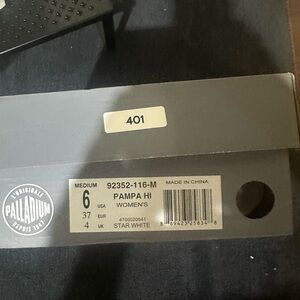 401
MEDIUM
6 USA
37 EUR
4 UK
92352-116-M
PAMPA HI
WOMEN'S
4700020541
STAR WHITE
MADE IN CHINA
PALLADIUM